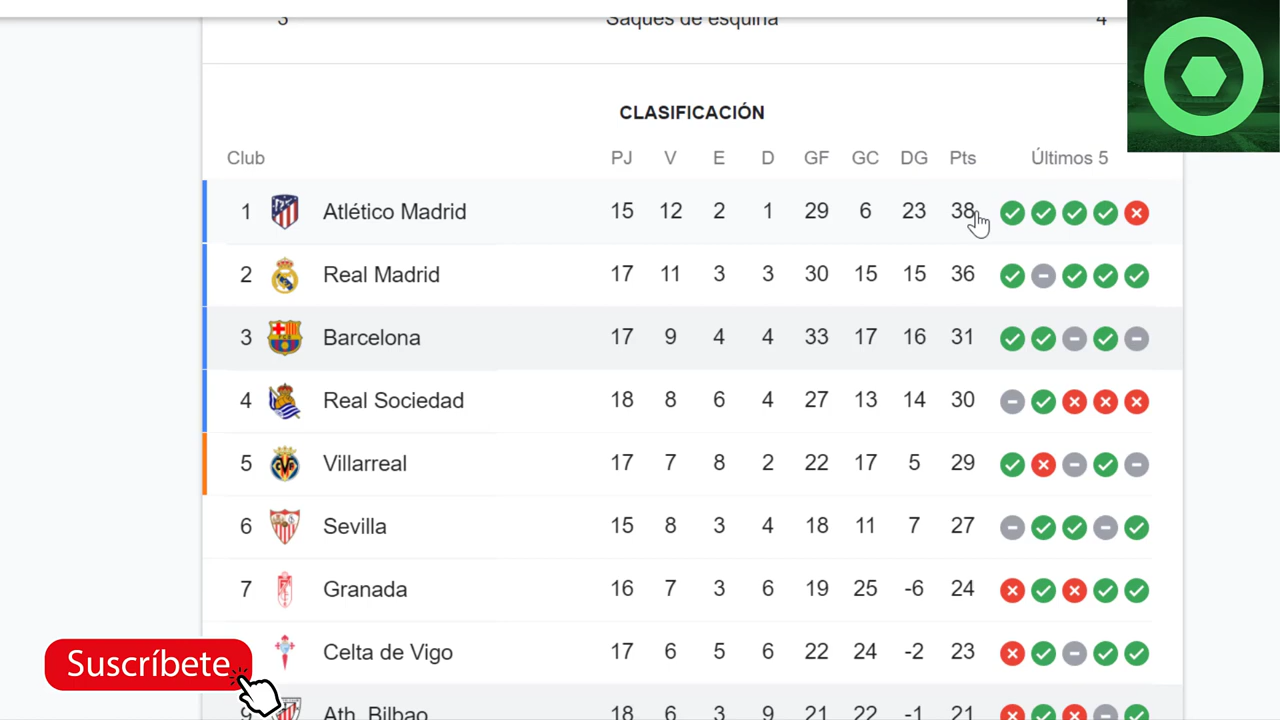 3 Saques de esquina 4
CLASIFICACIÓN
Club PJ V E D GF GC DG Pts Últimos 5
1 Atlético Madrid 15 12 2 1 29 6 23 38
2 Real Madrid 17 11 3 3 30 15 15 36
3 Barcelona 17 9 4 4 33 17 16 31
4 Real Sociedad 18 8 6 4 27 13 14 30
5 Villarreal 17 7 8 2 22 17 5 29
6 Sevilla 15 8 3 4 18 11 7 27
7 Granada 16 7 3 6 19 25 -6 24
Celta de Vigo 17 6 5 6 22 24 -2 23
Suscríbete
9 Ath. Bilbao 18 6 3 9 21 22 -1 21